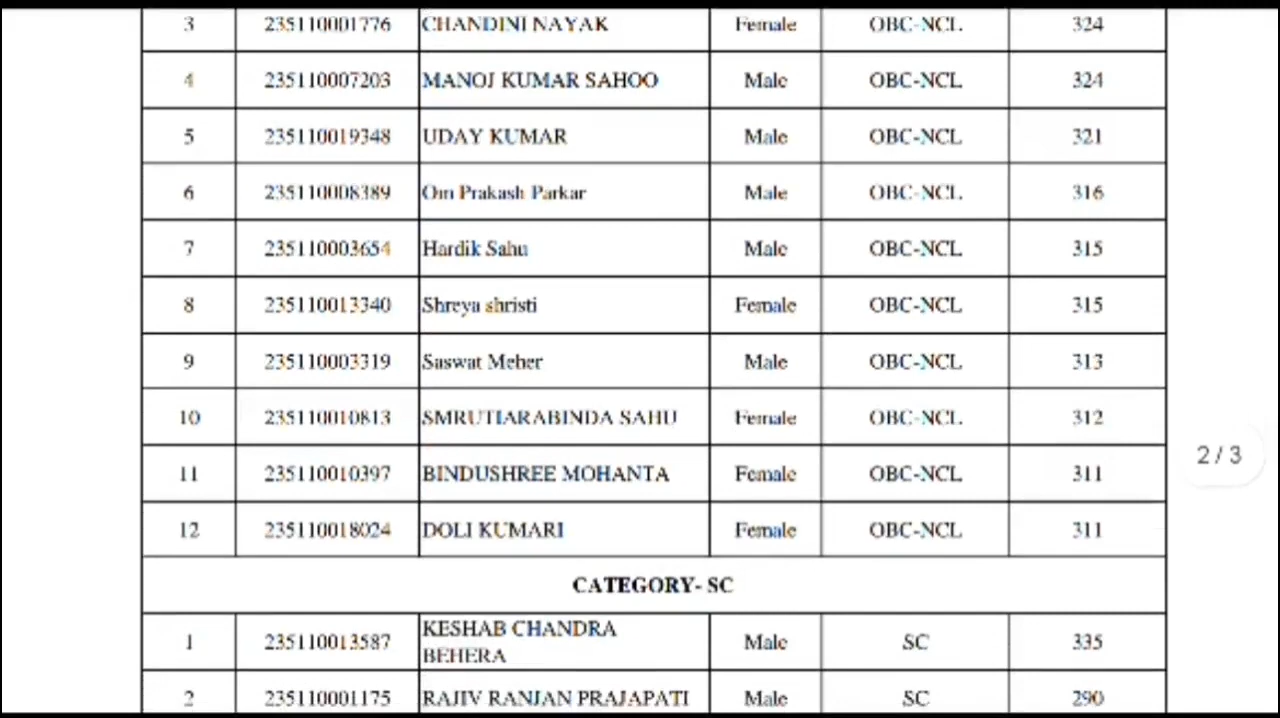 3 235110001776 CHANDINI NAYAK Female OBC-NCL 324
4 235110007203 MANOJ KUMAR SAHOO Male OBC-NCL 324
5 235110019348 UDAY KUMAR Male OBC-NCL 321
6 235110008389 Om Prakash Parkar Male OBC-NCL 316
7 235110003654 Hardik Sahu Male OBC-NCL 315
8 235110013340 Shreya shristi Female OBC-NCL 315
9 235110003319 Saswat Meher Male OBC-NCL 313
10 235110010813 SMRUTIARABINDA SAHU Female OBC-NCL 312
11 235110010397 BINDUSHREE MOHANTA Female OBC-NCL 311
12 235110018024 DOLI KUMARI Female OBC-NCL 311
CATEGORY- SC
1 235110013587 KESHAB CHANDRA BEHERA Male SC 335
2 235110001175 RAJIV RANJAN PRAJAPATI Male SC 290
2 / 3